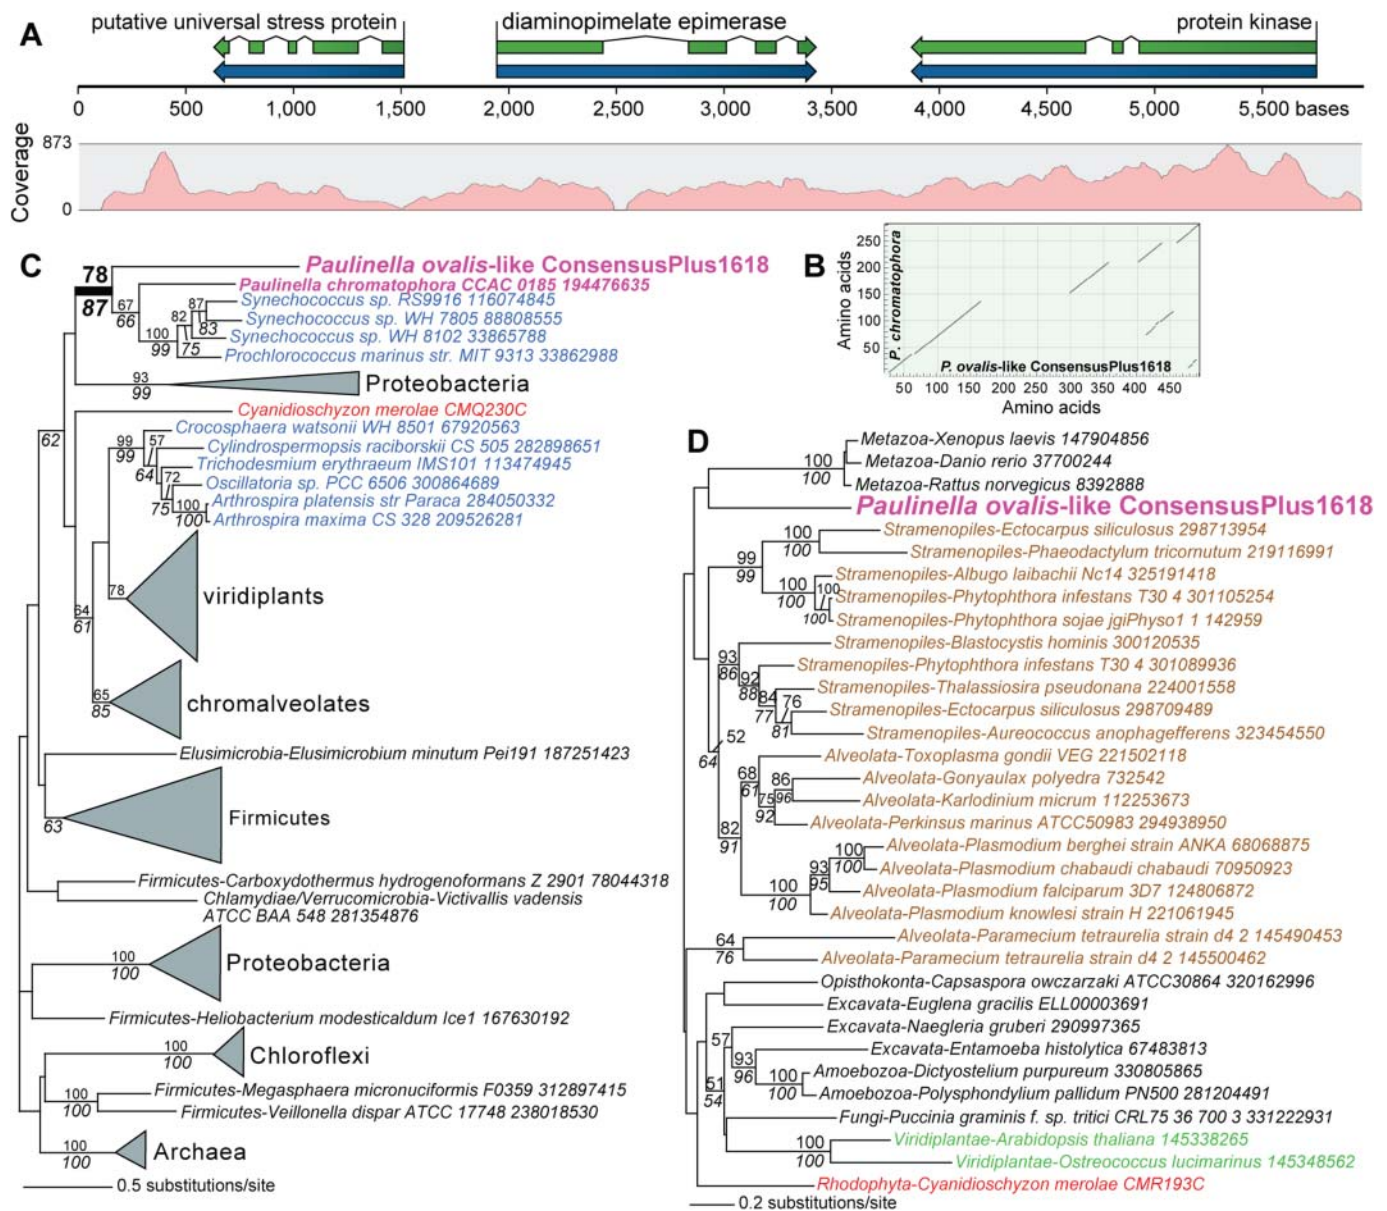 A
putative universal stress protein
diaminopimelate epimerase
protein kinase
0 500 1,000 1,500 2,000 2,500 3,000 3,500 4,000 4,500 5,000 5,500 bases
Coverage
873
0
B
Amino acids
P. chromatophora
250
200
150
100
50
P. ovalis-like ConsensusPlus1618
50 100 150 200 250 300 350 400 450
Amino acids
C
78
87
Paulinella ovalis-like ConsensusPlus1618
Paulinella chromatophora CCAC 0185 194476635
67
66
Synechococcus sp. RS9916 116074845
87
83
Synechococcus sp. WH 7805 88808555
82
75
Synechococcus sp. WH 8102 33865788
100
99
Prochlorococcus marinus str. MIT 9313 33862988
93
99
Proteobacteria
62
Cyanidioschyzon merolae CMQ230C
Crocosphaera watsonii WH 8501 67920563
99
99
57
64
Cylindrospermopsis raciborskii CS 505 282898651
Trichodesmium erythraeum IMS101 113474945
72
75
Oscillatoria sp. PCC 6506 300864689
Arthrospira platensis str Paraca 284050332
100
100
Arthrospira maxima CS 328 209526281
78
viridiplants
64
61
65
85
chromalveolates
Elusimicrobia-Elusimicrobium minutum Pei191 187251423
63
Firmicutes
Firmicutes-Carboxydothermus hydrogenoformans Z 2901 78044318
Chlamydiae/Verrucomicrobia-Victivallis vadensis
ATCC BAA 548 281354876
100
100
Proteobacteria
Firmicutes-Heliobacterium modesticaldum Ice1 167630192
100
100
Chloroflexi
Firmicutes-Megasphaera micronuciformis F0359 312897415
100
100
Firmicutes-Veillonella dispar ATCC 17748 238018530
100
100
Archaea
0.5 substitutions/site
D
Metazoa-Xenopus laevis 147904856
100
100
Metazoa-Danio rerio 37700244
Metazoa-Rattus norvegicus 8392888
Paulinella ovalis-like ConsensusPlus1618
Stramenopiles-Ectocarpus siliculosus 298713954
100
100
Stramenopiles-Phaeodactylum tricornutum 219116991
99
99
Stramenopiles-Albugo laibachii Nc14 325191418
100
100
100
100
Stramenopiles-Phytophthora infestans T30 4 301105254
Stramenopiles-Phytophthora sojae jgiPhyso1 1 142959
Stramenopiles-Blastocystis hominis 300120535
93
86
Stramenopiles-Phytophthora infestans T30 4 301089936
92
88
Stramenopiles-Thalassiosira pseudonana 224001558
84
77
76
81
Stramenopiles-Ectocarpus siliculosus 298709489
Stramenopiles-Aureococcus anophagefferens 323454550
52
64
Alveolata-Toxoplasma gondii VEG 221502118
68
61
Alveolata-Gonyaulax polyedra 732542
86
96
75
92
Alveolata-Karlodinium micrum 112253673
Alveolata-Perkinsus marinus ATCC50983 294938950
82
91
Alveolata-Plasmodium berghei strain ANKA 68068875
100
100
Alveolata-Plasmodium chabaudi chabaudi 70950923
93
95
Alveolata-Plasmodium falciparum 3D7 124806872
100
100
Alveolata-Plasmodium knowlesi strain H 221061945
Alveolata-Paramecium tetraurelia strain d4 2 145490453
64
76
Alveolata-Paramecium tetraurelia strain d4 2 145500462
Opisthokonta-Capsaspora owczarzaki ATCC30864 320162996
Excavata-Euglena gracilis ELL00003691
Excavata-Naegleria gruberi 290997365
57
Excavata-Entamoeba histolytica 67483813
93
96
Amoebozoa-Dictyostelium purpureum 330805865
100
100
Amoebozoa-Polysphondylium pallidum PN500 281204491
51
54
Fungi-Puccinia graminis f. sp. tritici CRL75 36 700 3 331222931
Viridiplantae-Arabidopsis thaliana 145338265
100
100
Viridiplantae-Ostreococcus lucimarinus 145348562
Rhodophyta-Cyanidioschyzon merolae CMR193C
0.2 substitutions/site